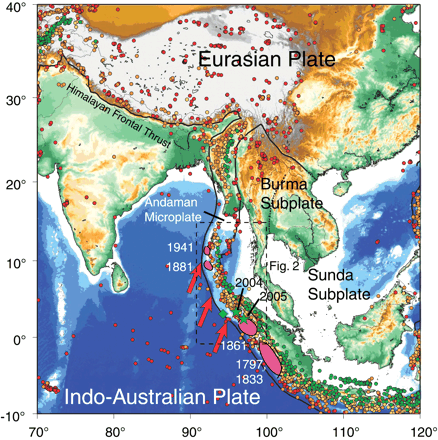 40°
30°
20°
10°
0°
-10°
Eurasian Plate
Himalayan Frontal Thrust
Burma
Subplate
Andaman
Microplate
1941
1881
Fig. 2
2004
2005
Sunda
Subplate
1861
1797
1833
Indo-Australian Plate
70° 80° 90° 100° 110° 120°